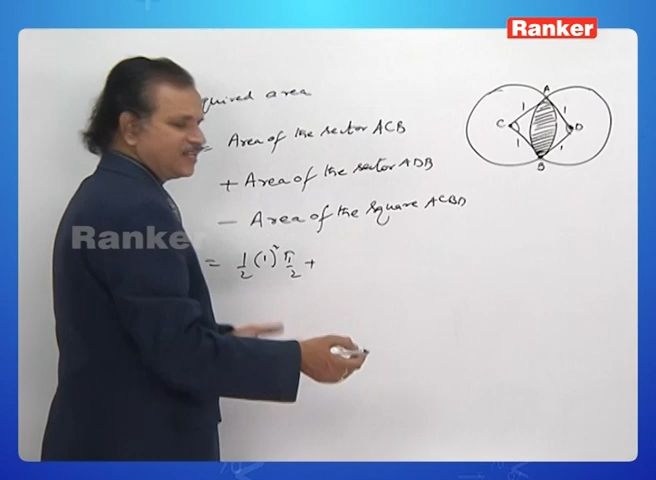 Ranker
required area
= Area of the sector ACB
+ Area of the sector ADB
— Area of the square ACBD
= 1/2 (1)² π/2 +
A
1 1
C D
1 1
B
Ranker